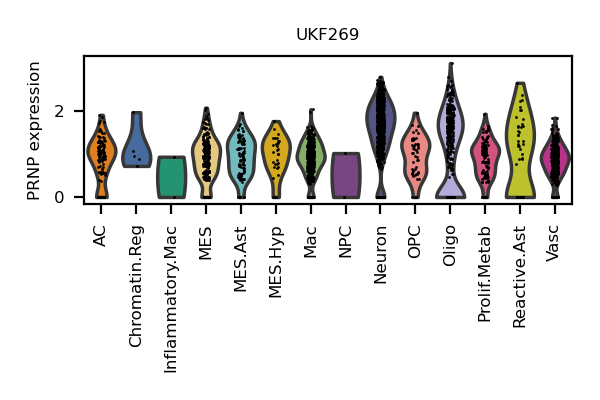 UKF269
PRNP expression
2
0
AC
Chromatin.Reg
Inflammatory.Mac
MES
MES.Ast
MES.Hyp
Mac
NPC
Neuron
OPC
Oligo
Prolif.Metab
Reactive.Ast
Vasc